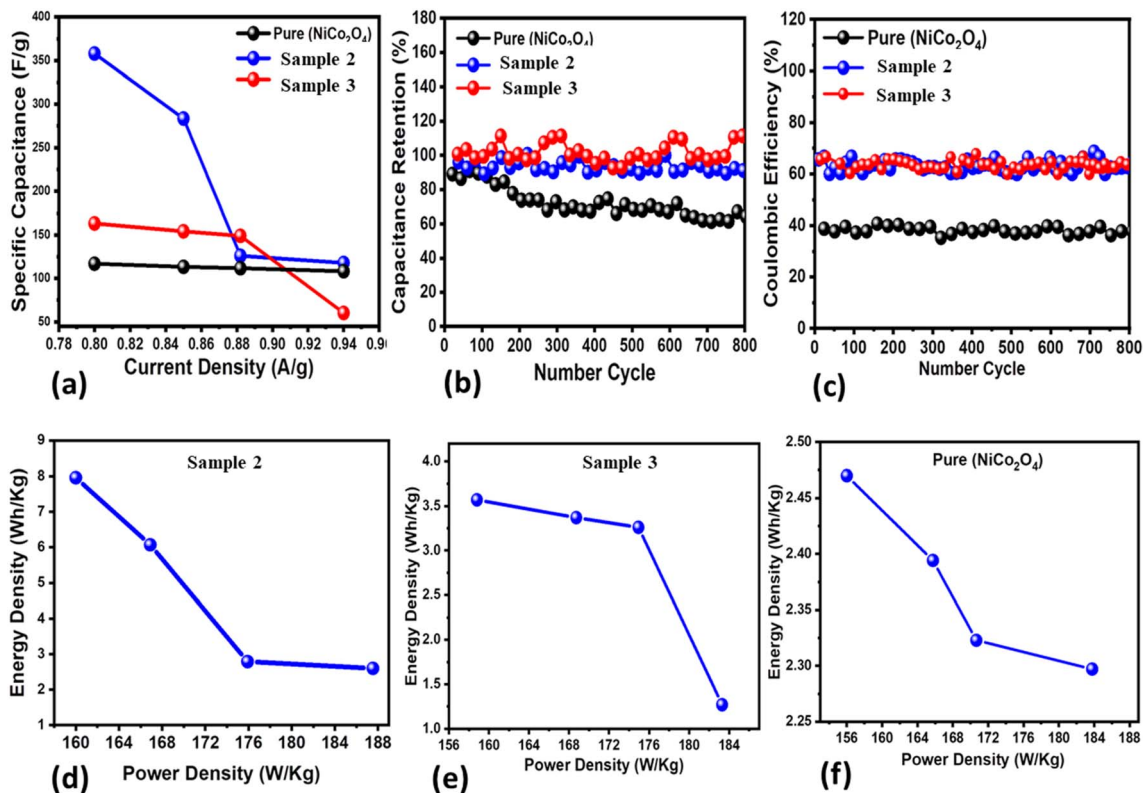 Specific Capacitance (F/g)
400
350
300
250
200
150
100
50
Pure (NiCo₂O₄)
Sample 2
Sample 3
0.78 0.80 0.82 0.84 0.86 0.88 0.90 0.92 0.94
Current Density (A/g)
(a)
Capacitance Retention (%)
180
160
140
120
100
80
60
40
20
0
Pure (NiCo₂O₄)
Sample 2
Sample 3
0 100 200 300 400 500 600 700 800
Number Cycle
(b)
Coulombic Efficiency (%)
120
100
80
60
40
20
0
Pure (NiCo₂O₄)
Sample 2
Sample 3
0 100 200 300 400 500 600 700 800
Number Cycle
(c)
Energy Density (Wh/Kg)
9
8
7
6
5
4
3
2
1
Sample 2
160 164 168 172 176 180 184 188
Power Density (W/Kg)
(d)
Energy Density (Wh/Kg)
4.0
3.5
3.0
2.5
2.0
1.5
1.0
Sample 3
156 160 164 168 172 176 180 184
Power Density (W/Kg)
(e)
Energy Density (Wh/Kg)
2.50
2.45
2.40
2.35
2.30
2.25
Pure (NiCo₂O₄)
156 160 164 168 172 176 180 184 188
Power Density (W/Kg)
(f)